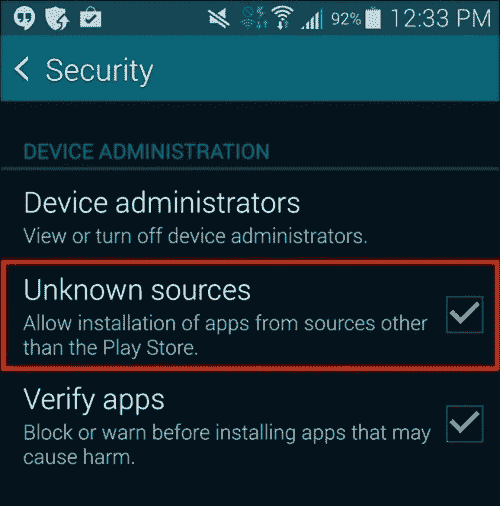 92% 12:33 PM
< Security
DEVICE ADMINISTRATION
Device administrators
View or turn off device administrators.
Unknown sources
Allow installation of apps from sources other
than the Play Store.
Verify apps
Block or warn before installing apps that may
cause harm.